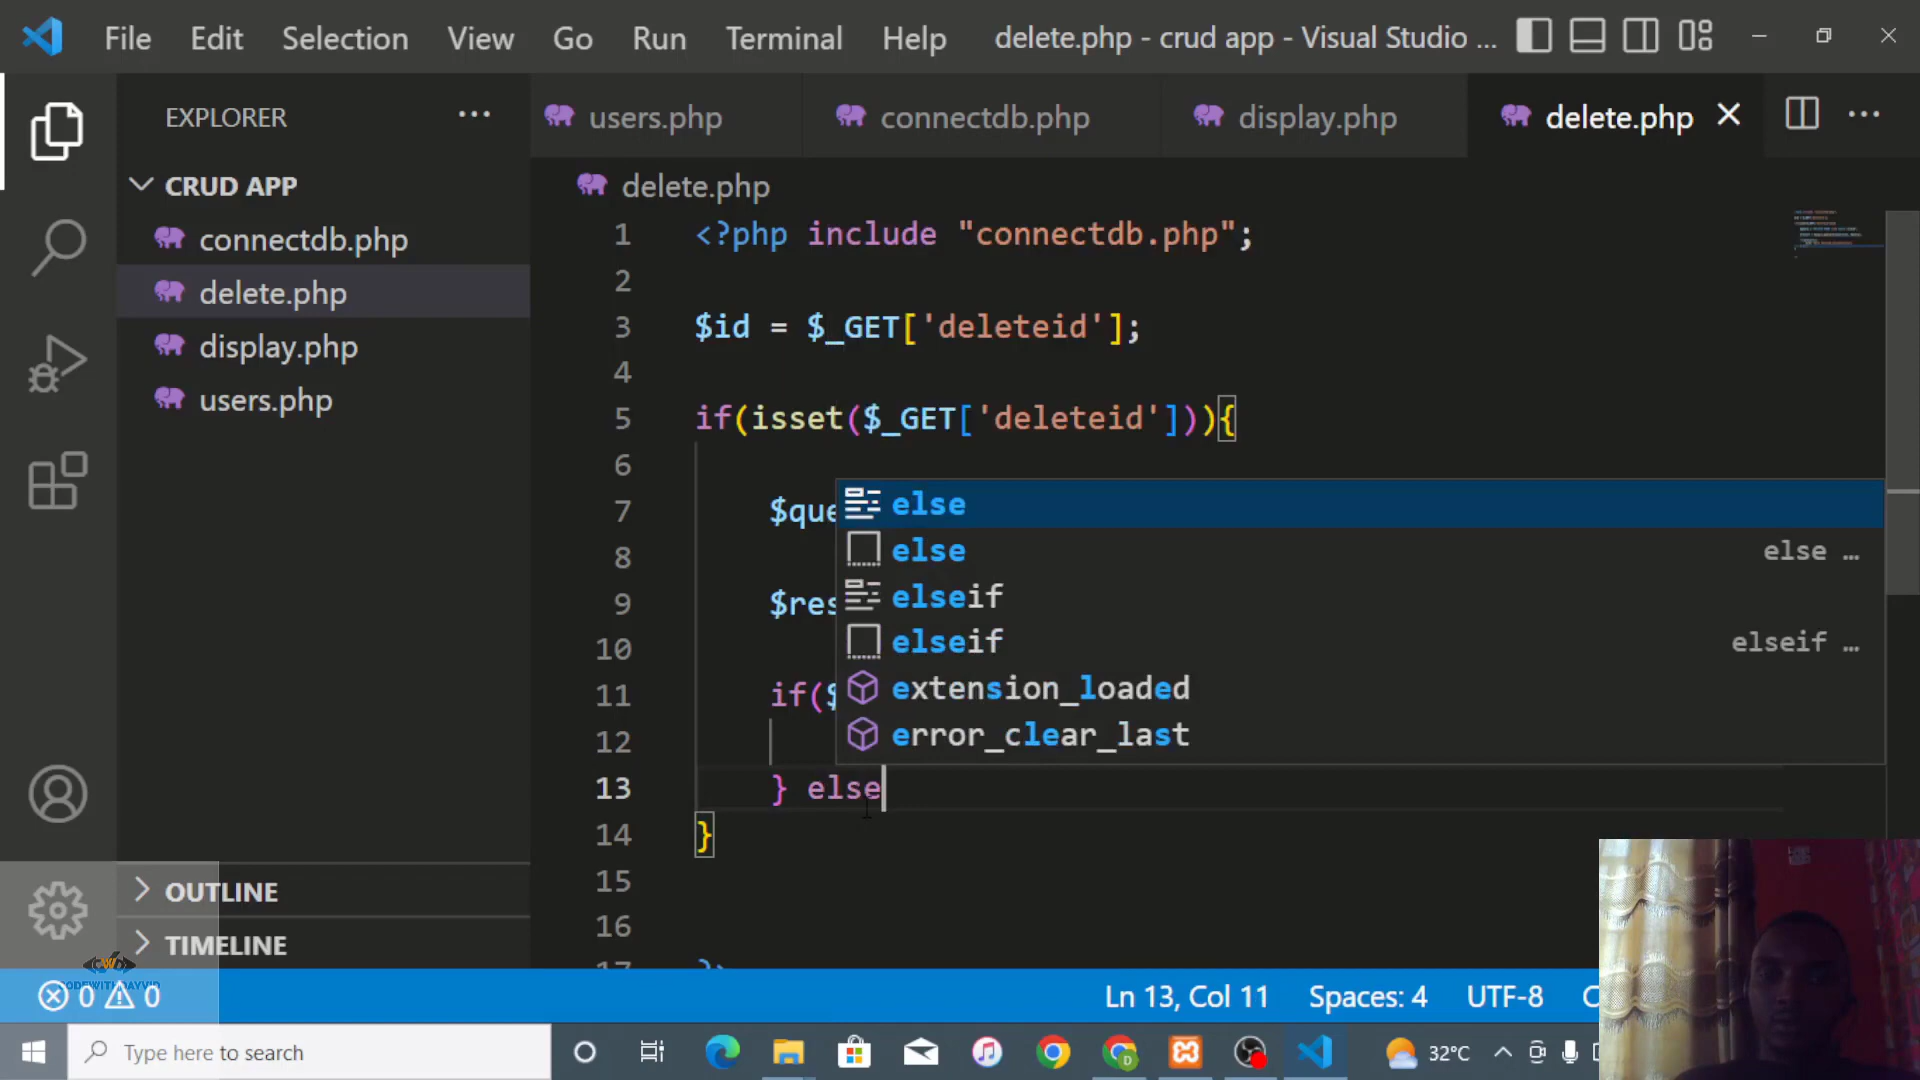 File Edit Selection View Go Run Terminal Help delete.php - crud app - Visual Studio ...
EXPLORER
CRUD APP
connectdb.php
delete.php
display.php
users.php
OUTLINE
TIMELINE
users.php connectdb.php display.php delete.php
delete.php
1 <?php include "connectdb.php";
2
3 $id = $_GET['deleteid'];
4
5 if(isset($_GET['deleteid'])){
6
7 $que
8
9 $res
10
11 if($
12
13 } else
14 }
15
16
else
else else ...
elseif
elseif elseif ...
extension_loaded
error_clear_last
CODEWITHDAYVID
0 0 Ln 13, Col 11 Spaces: 4 UTF-8
Type here to search 32°C